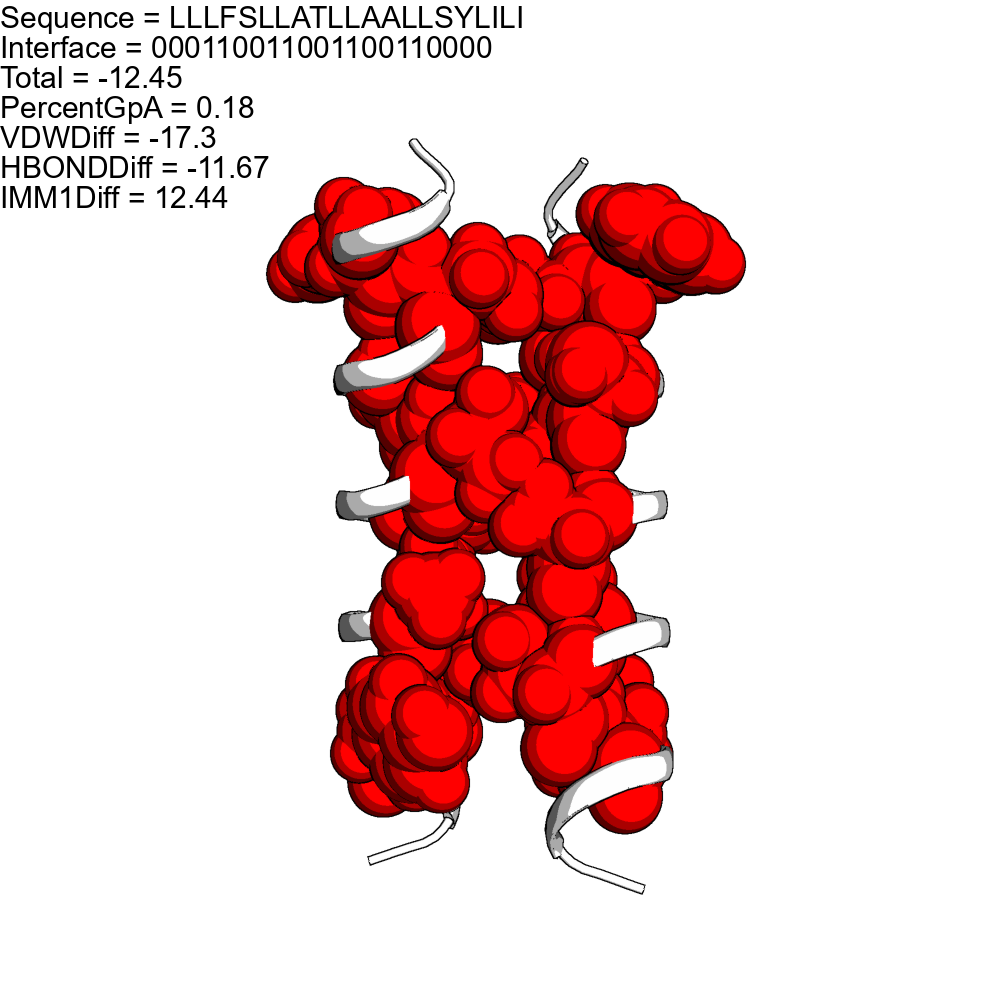 Sequence = LLLFSLLATLLAALLSYLILI
Interface = 000110011001100110000
Total = -12.45
PercentGpA = 0.18
VDWDiff = -17.3
HBONDDiff = -11.67
IMM1Diff = 12.44